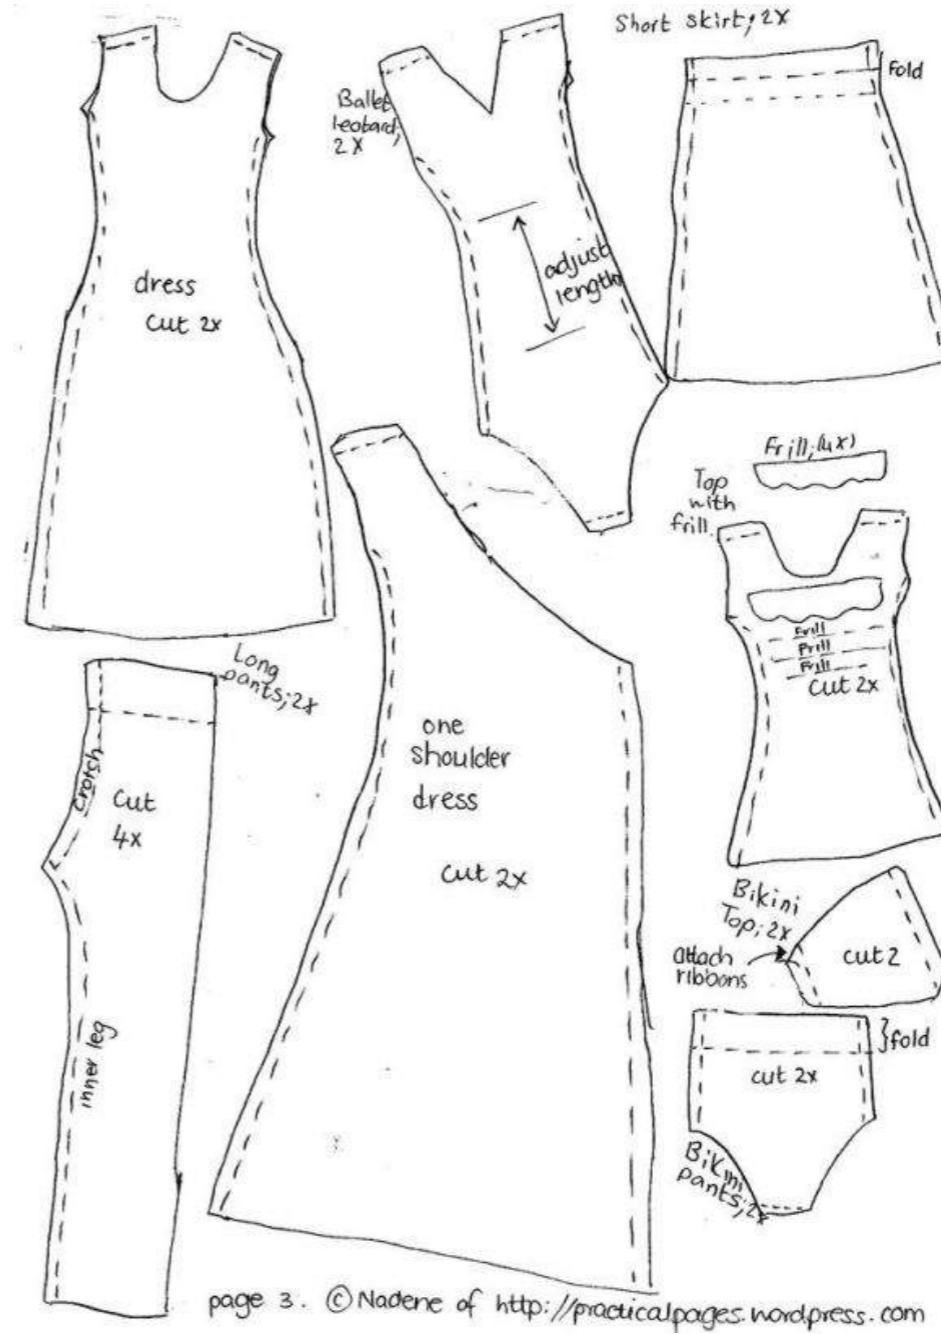 Short skirt; 2x
Fold
Ballet
leotard;
2x
adjust
length
dress
cut 2x
Frill; (4x)
Top
with
frill
Frill
Frill
Frill
cut 2x
Long
pants; 2x
crotch
cut
4x
inner leg
one
shoulder
dress
cut 2x
Bikini
Top; 2x
attach
ribbons
cut 2
}fold
cut 2x
Bikini
pants; 2x
page 3. © Nadene of http://practicalpages.wordpress.com